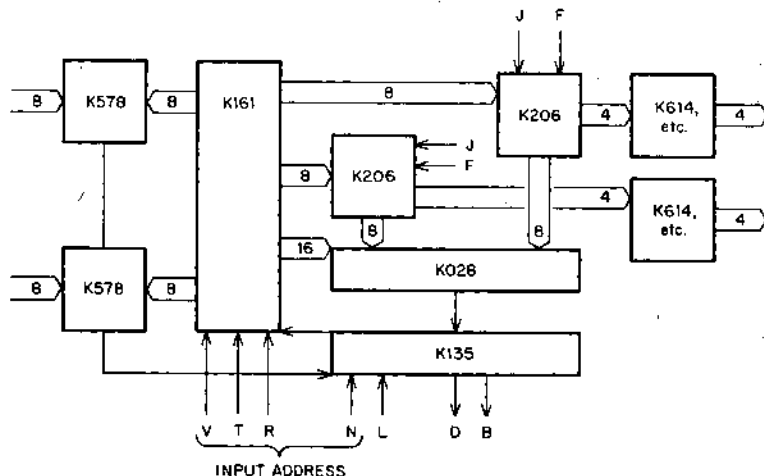 J F
8 K578 8 K161 8 K206 4 K614, etc. 4
8 K206 J
F
4 K614, etc. 4
16 8 8
8 K578 8 K028
K135
V T R N L D B
INPUT ADDRESS